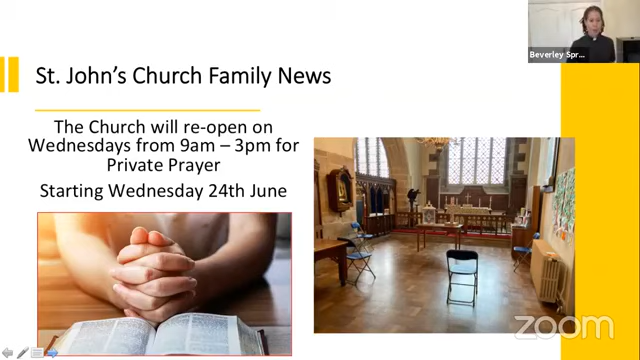 Beverley Spr...
St. John's Church Family News
The Church will re-open on
Wednesdays from 9am – 3pm for
Private Prayer
Starting Wednesday 24th June
zoom